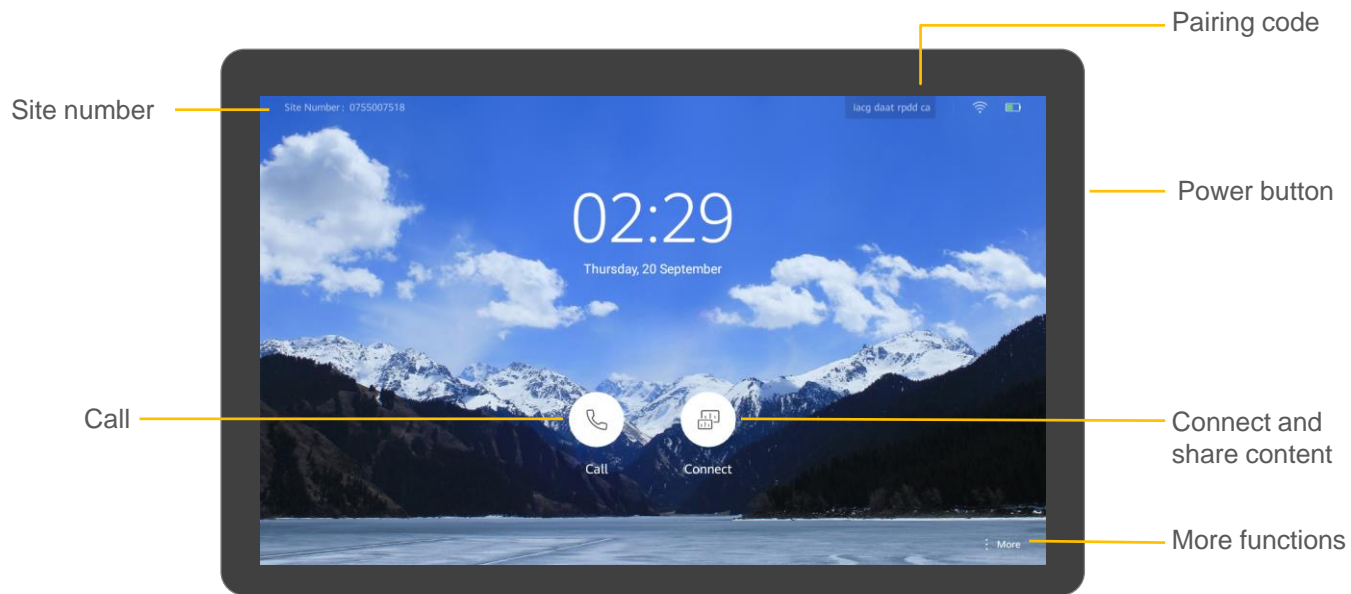 Pairing code
Site number
Site Number: 0755007518
iacg daat rpdd ca
Power button
02:29
Thursday, 20 September
Call
Connect and
share content
Call
Connect
More functions
More